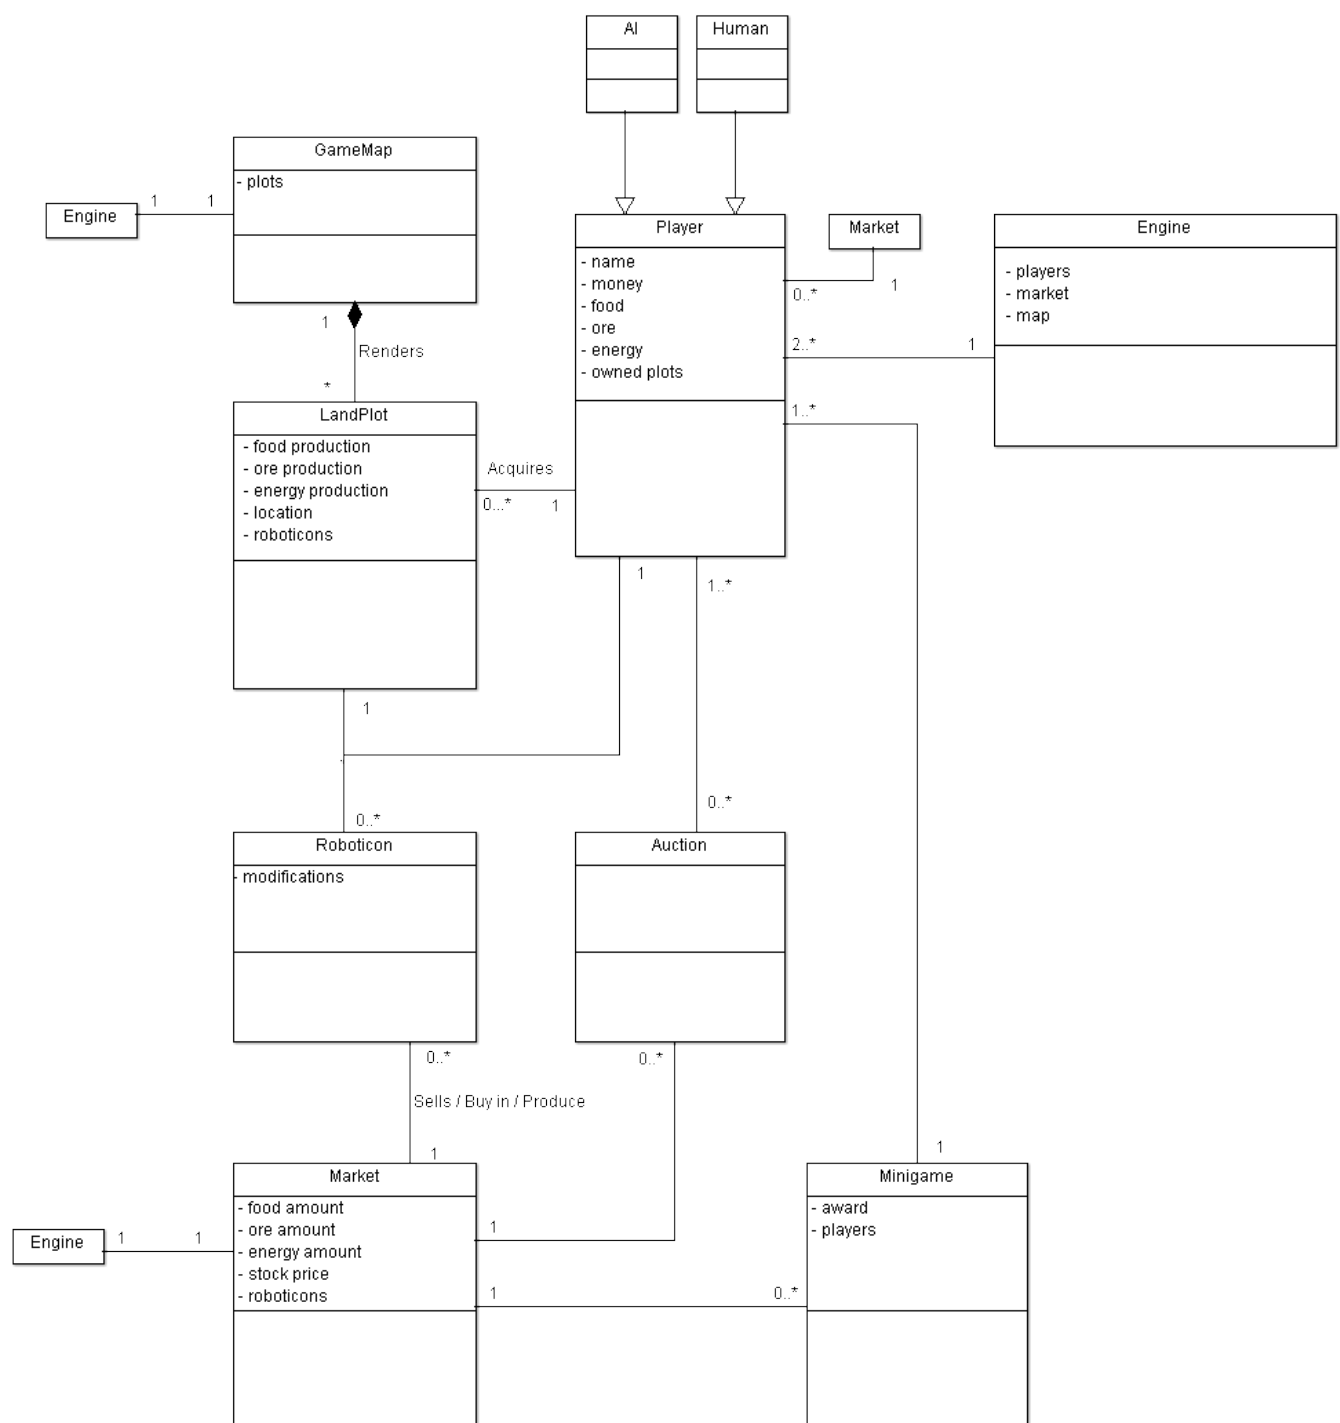 AI
Human
GameMap
- plots
Engine
1
1
Player
- name
- money
- food
- ore
- energy
- owned plots
Market
0..*
1
Engine
- players
- market
- map
2..*
1
1..*
1
Renders
*
LandPlot
- food production
- ore production
- energy production
- location
- roboticons
Acquires
0...*
1
1
1..*
1
0..*
0..*
Roboticon
- modifications
Auction
0..*
0..*
Sells / Buy in / Produce
1
1
Market
- food amount
- ore amount
- energy amount
- stock price
- roboticons
Minigame
- award
- players
Engine
1
1
1
1
0..*